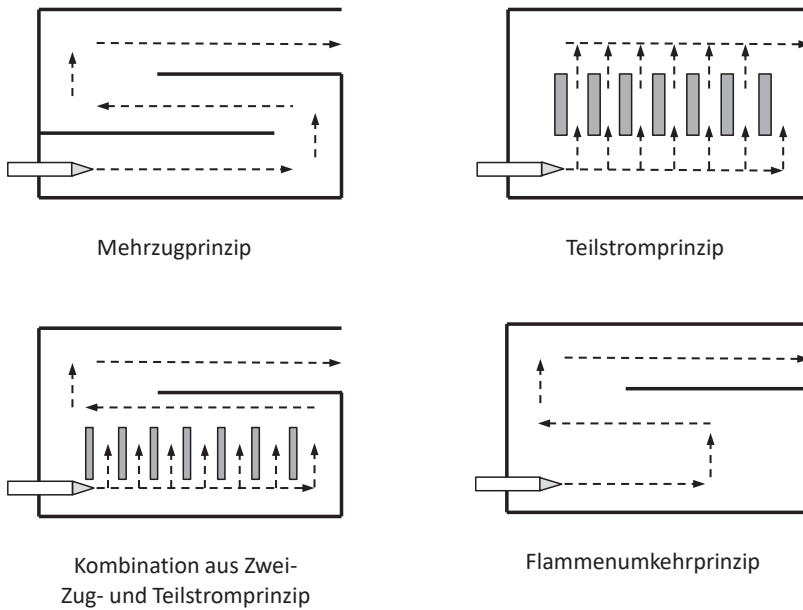 Mehrzugprinzip
Teilstromprinzip
Kombination aus Zwei-
Zug- und Teilstromprinzip
Flammenumkehrprinzip